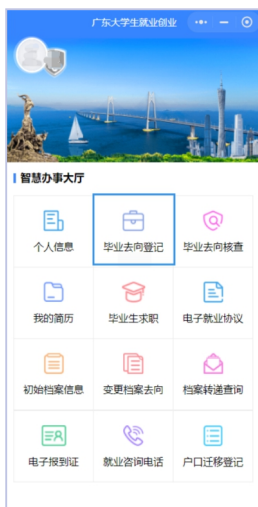 广东大学生就业创业
智慧办事大厅
个人信息 毕业去向登记 毕业去向核查
我的简历 毕业生求职 电子就业协议
初始档案信息 变更档案去向 档案转递查询
电子报到证 就业咨询电话 户口迁移登记